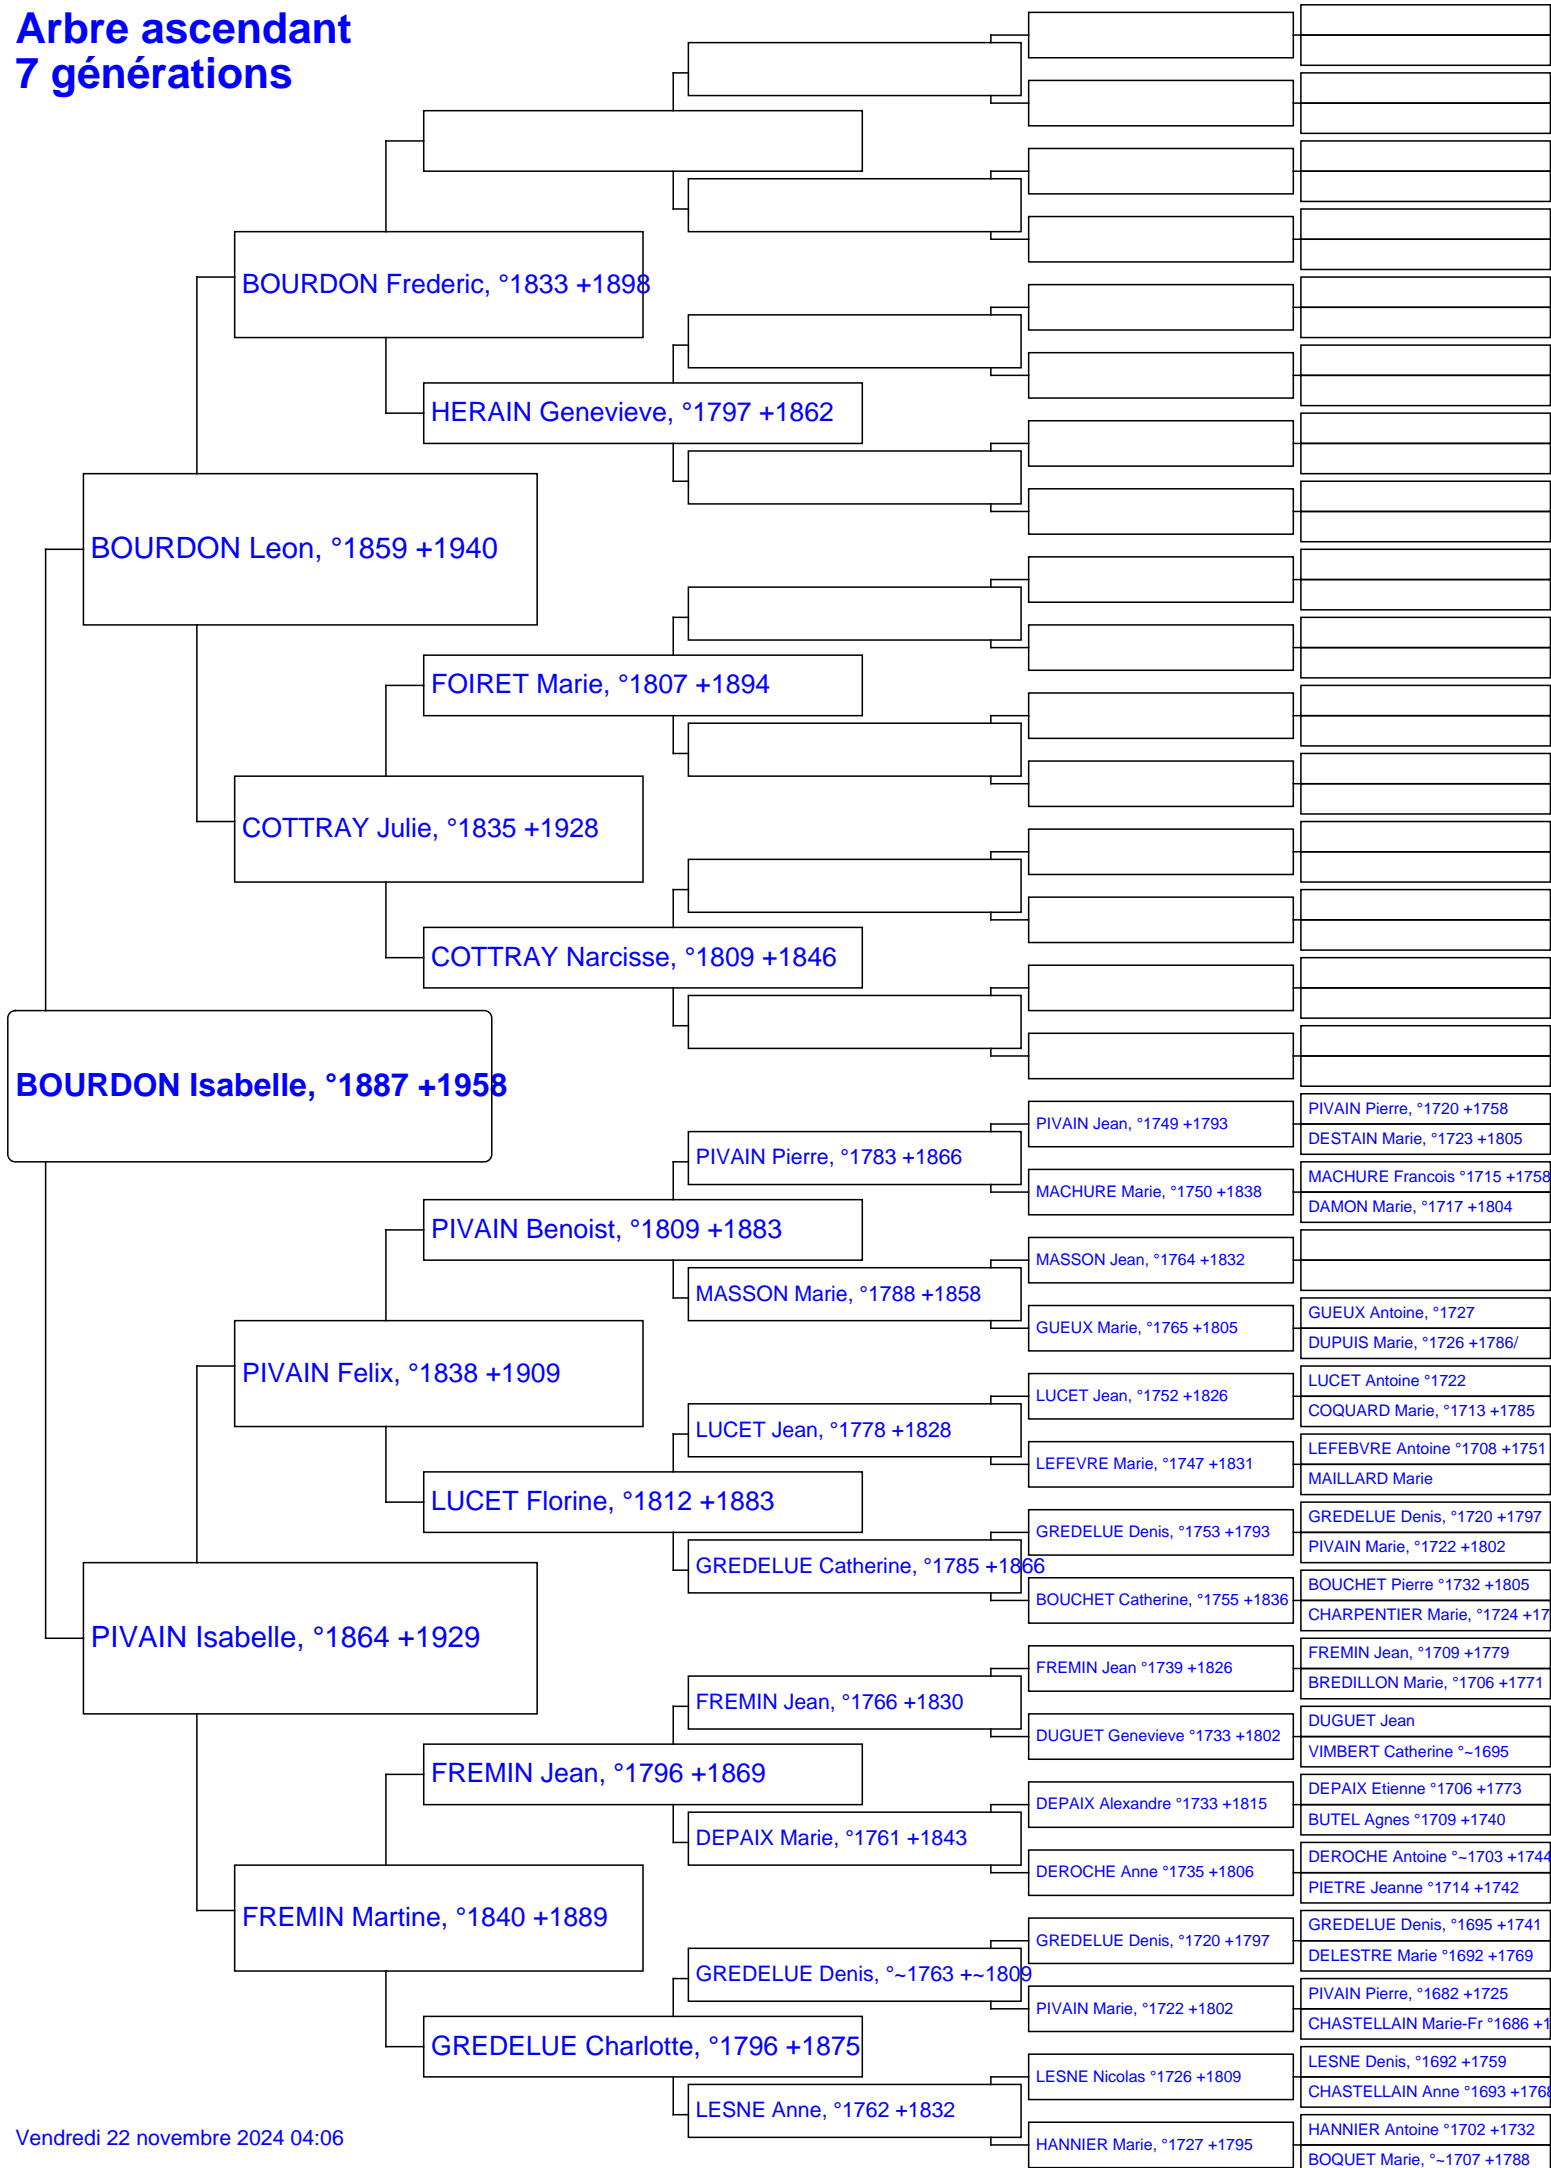 Arbre ascendant
7 générations
BOURDON Frederic, °1833 +1898
HERAIN Genevieve, °1797 +1862
BOURDON Leon, °1859 +1940
FOIRET Marie, °1807 +1894
COTTRAY Julie, °1835 +1928
COTTRAY Narcisse, °1809 +1846
BOURDON Isabelle, °1887 +1958
PIVAIN Pierre, °1720 +1758
PIVAIN Jean, °1749 +1793
DESTAIN Marie, °1723 +1805
PIVAIN Pierre, °1783 +1866
MACHURE Francois °1715 +1758
MACHURE Marie, °1750 +1838
DAMON Marie, °1717 +1804
PIVAIN Benoist, °1809 +1883
MASSON Jean, °1764 +1832
MASSON Marie, °1788 +1858
GUEUX Antoine, °1727
GUEUX Marie, °1765 +1805
DUPUIS Marie, °1726 +1786/
PIVAIN Felix, °1838 +1909
LUCET Antoine °1722
LUCET Jean, °1752 +1826
COQUARD Marie, °1713 +1785
LUCET Jean, °1778 +1828
LEFEBVRE Antoine °1708 +1751
LEFEVRE Marie, °1747 +1831
MAILLARD Marie
LUCET Florine, °1812 +1883
GREDELUE Denis, °1720 +1797
GREDELUE Denis, °1753 +1793
PIVAIN Marie, °1722 +1802
GREDELUE Catherine, °1785 +1866
BOUCHET Pierre °1732 +1805
BOUCHET Catherine, °1755 +1836
CHARPENTIER Marie, °1724 +17
PIVAIN Isabelle, °1864 +1929
FREMIN Jean, °1709 +1779
FREMIN Jean °1739 +1826
BREDILLON Marie, °1706 +1771
FREMIN Jean, °1766 +1830
DUGUET Jean
DUGUET Genevieve °1733 +1802
VIMBERT Catherine °~1695
FREMIN Jean, °1796 +1869
DEPAIX Etienne °1706 +1773
DEPAIX Alexandre °1733 +1815
BUTEL Agnes °1709 +1740
DEPAIX Marie, °1761 +1843
DEROCHE Antoine °~1703 +1744
DEROCHE Anne °1735 +1806
PIETRE Jeanne °1714 +1742
FREMIN Martine, °1840 +1889
GREDELUE Denis, °1695 +1741
GREDELUE Denis, °1720 +1797
DELESTRE Marie °1692 +1769
GREDELUE Denis, °~1763 +~1809
PIVAIN Pierre, °1682 +1725
PIVAIN Marie, °1722 +1802
CHASTELLAIN Marie-Fr °1686 +1
GREDELUE Charlotte, °1796 +1875
LESNE Denis, °1692 +1759
LESNE Nicolas °1726 +1809
CHASTELLAIN Anne °1693 +1768
LESNE Anne, °1762 +1832
HANNIER Antoine °1702 +1732
HANNIER Marie, °1727 +1795
BOQUET Marie, °~1707 +1788
Vendredi 22 novembre 2024 04:06